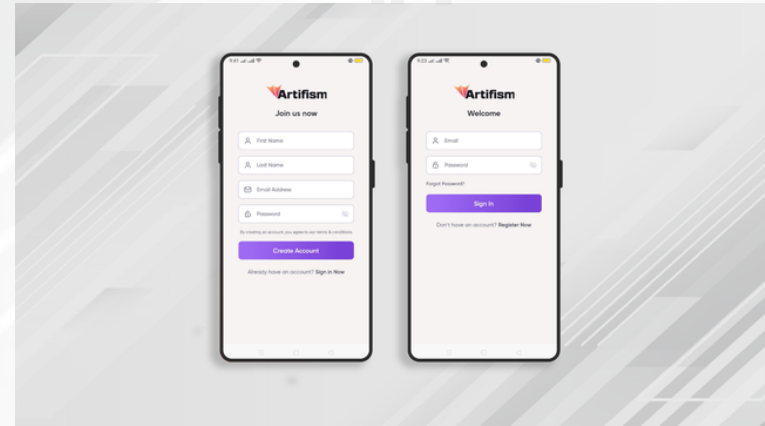 9:41
Artifism
Join us now
First Name
Last Name
Email Address
Password
By creating an account, you agree to our terms & conditions.
Create Account
Already have an account? Sign in Now
9:23
Artifism
Welcome
Email
Password
Forgot Password?
Sign In
Don't have an account? Register Now